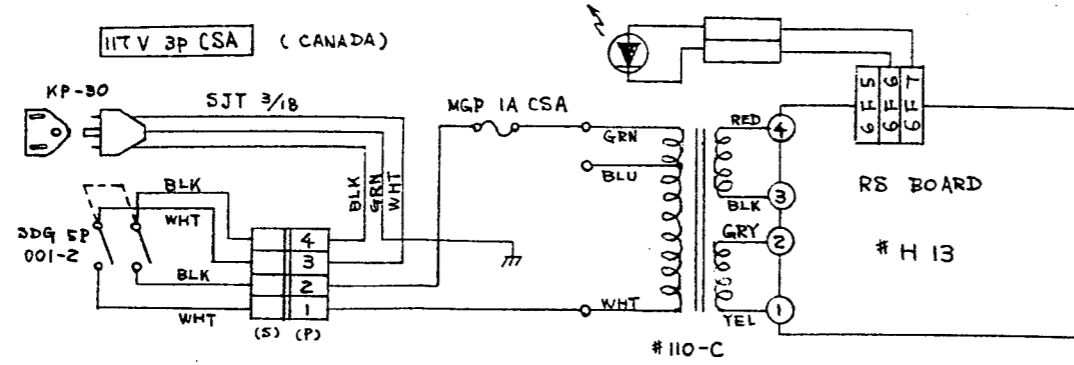 117V 3P CSA (CANADA)
KP-30
SJT 3/18
MGP 1A CSA
GRN
BLU
WHT
RED
BLK
GRY
YEL
4
3
2
1
6F5
6F6
6F7
RS BOARD
# H13
BLK
GRN
WHT
BLK
WHT
BLK
WHT
SDG 5P
001-2
4
3
2
1
(S) (P)
#110-C